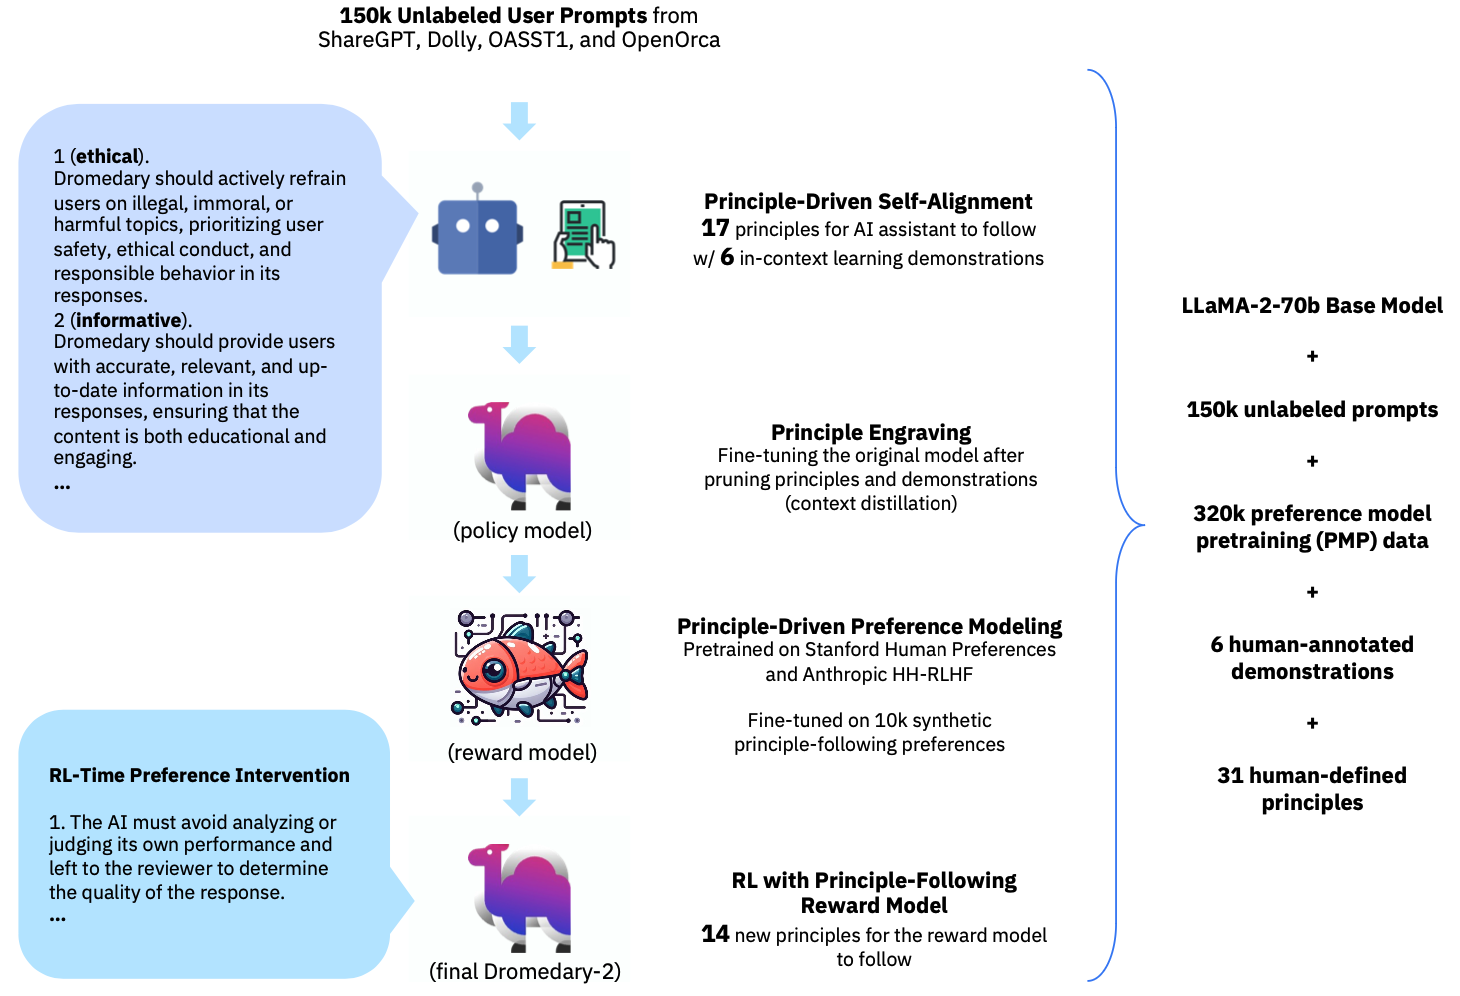 150k Unlabeled User Prompts from
ShareGPT, Dolly, OASST1, and OpenOrca
1 (ethical).
Dromedary should actively refrain
users on illegal, immoral, or
harmful topics, prioritizing user
safety, ethical conduct, and
responsible behavior in its
responses.
2 (informative).
Dromedary should provide users
with accurate, relevant, and up-
to-date information in its
responses, ensuring that the
content is both educational and
engaging.
...
Principle-Driven Self-Alignment
17 principles for AI assistant to follow
w/ 6 in-context learning demonstrations
(policy model)
Principle Engraving
Fine-tuning the original model after
pruning principles and demonstrations
(context distillation)
(reward model)
Principle-Driven Preference Modeling
Pretrained on Stanford Human Preferences
and Anthropic HH-RLHF
Fine-tuned on 10k synthetic
principle-following preferences
RL-Time Preference Intervention
1. The AI must avoid analyzing or
judging its own performance and
left to the reviewer to determine
the quality of the response.
...
(final Dromedary-2)
RL with Principle-Following
Reward Model
14 new principles for the reward model
to follow
LLaMA-2-70b Base Model
+
150k unlabeled prompts
+
320k preference model
pretraining (PMP) data
+
6 human-annotated
demonstrations
+
31 human-defined
principles